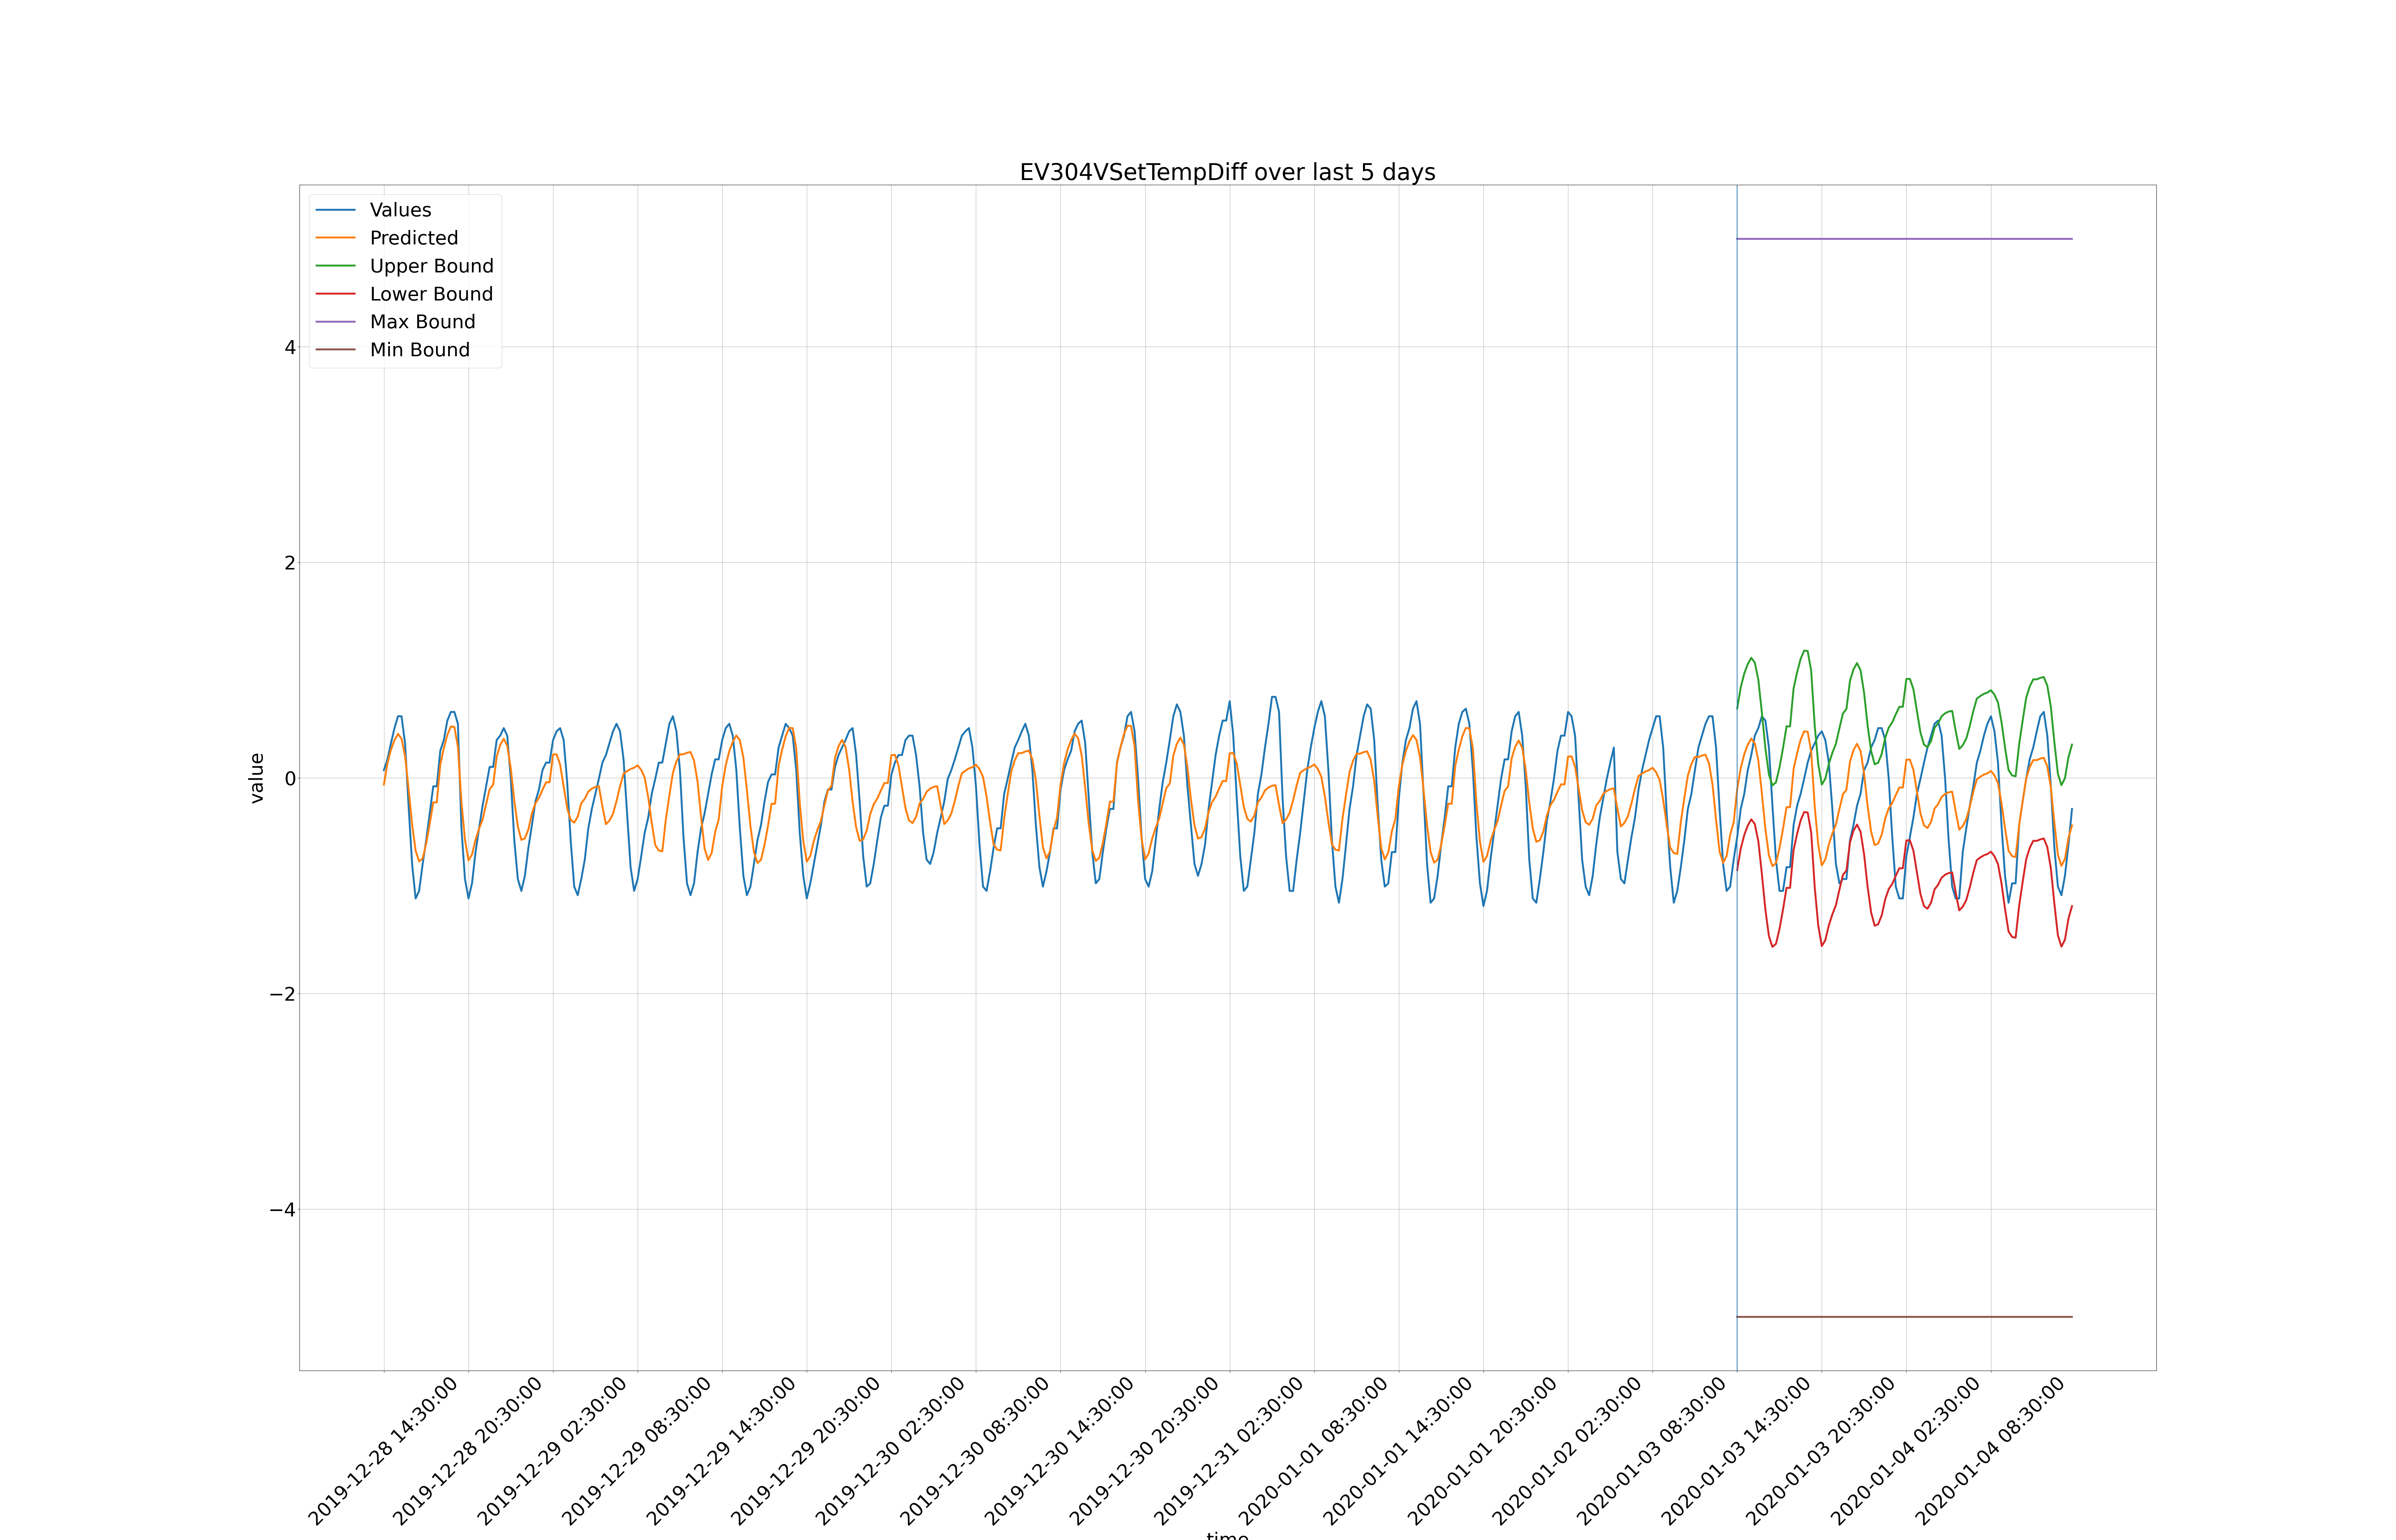 EV304VSetTempDiff over last 5 days
Values
Predicted
Upper Bound
Lower Bound
Max Bound
Min Bound
value
4
2
0
−2
−4
2019-12-28 14:30:00
2019-12-28 20:30:00
2019-12-29 02:30:00
2019-12-29 08:30:00
2019-12-29 14:30:00
2019-12-29 20:30:00
2019-12-30 02:30:00
2019-12-30 08:30:00
2019-12-30 14:30:00
2019-12-30 20:30:00
2019-12-31 02:30:00
2020-01-01 08:30:00
2020-01-01 14:30:00
2020-01-01 20:30:00
2020-01-02 02:30:00
2020-01-03 08:30:00
2020-01-03 14:30:00
2020-01-03 20:30:00
2020-01-04 02:30:00
2020-01-04 08:30:00
time